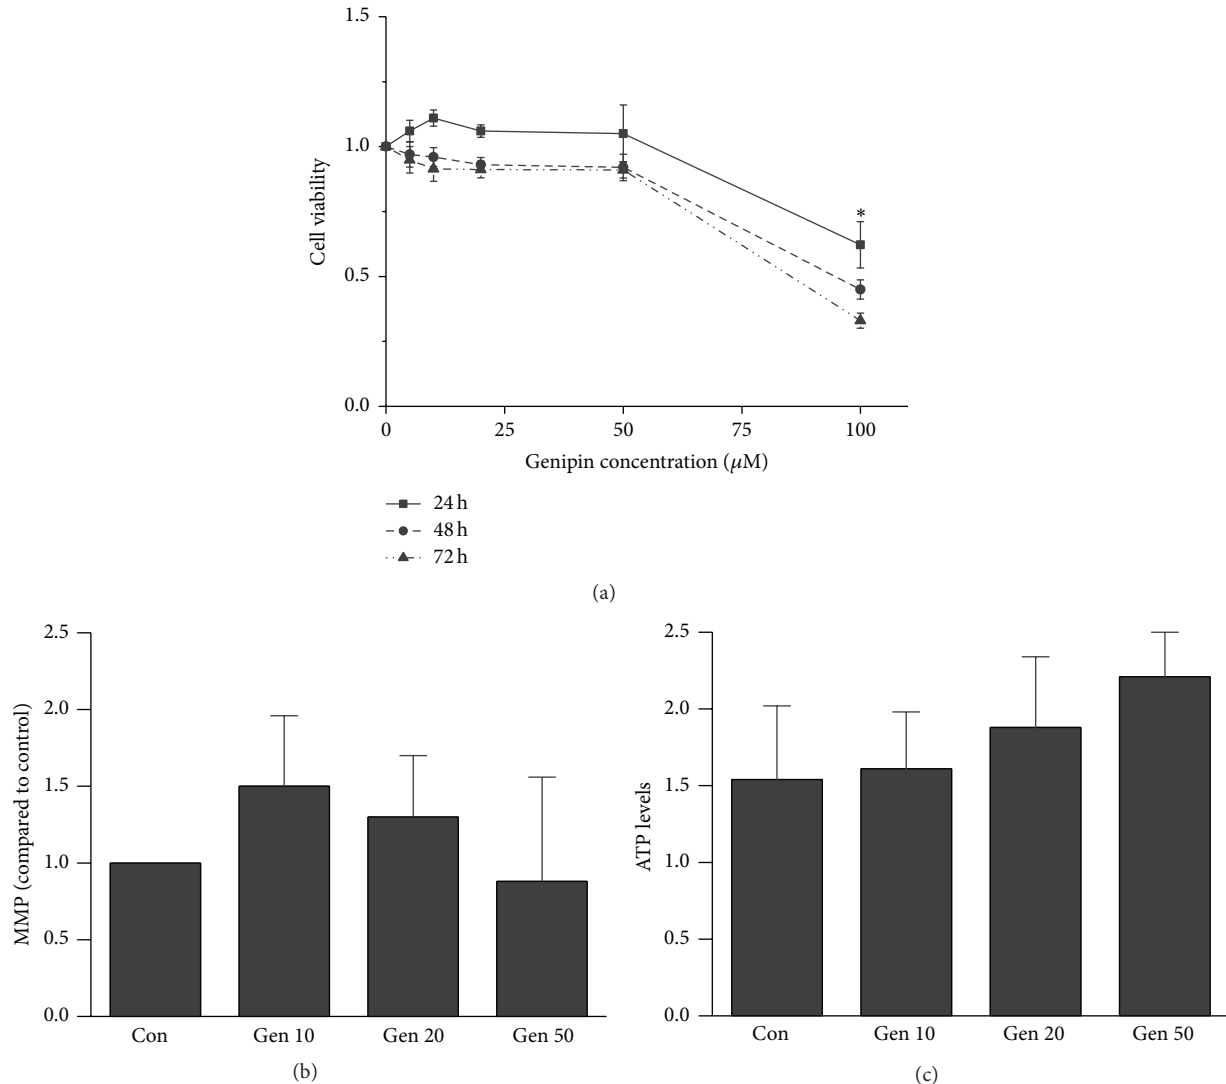 1.5
1.0
0.5
0.0
Cell viability
*
0 25 50 75 100
Genipin concentration (μM)
24 h
48 h
72 h
(a)
2.5
2.0
1.5
1.0
0.5
0.0
MMP (compared to control)
Con Gen 10 Gen 20 Gen 50
(b)
2.5
2.0
1.5
1.0
0.5
0.0
ATP levels
Con Gen 10 Gen 20 Gen 50
(c)